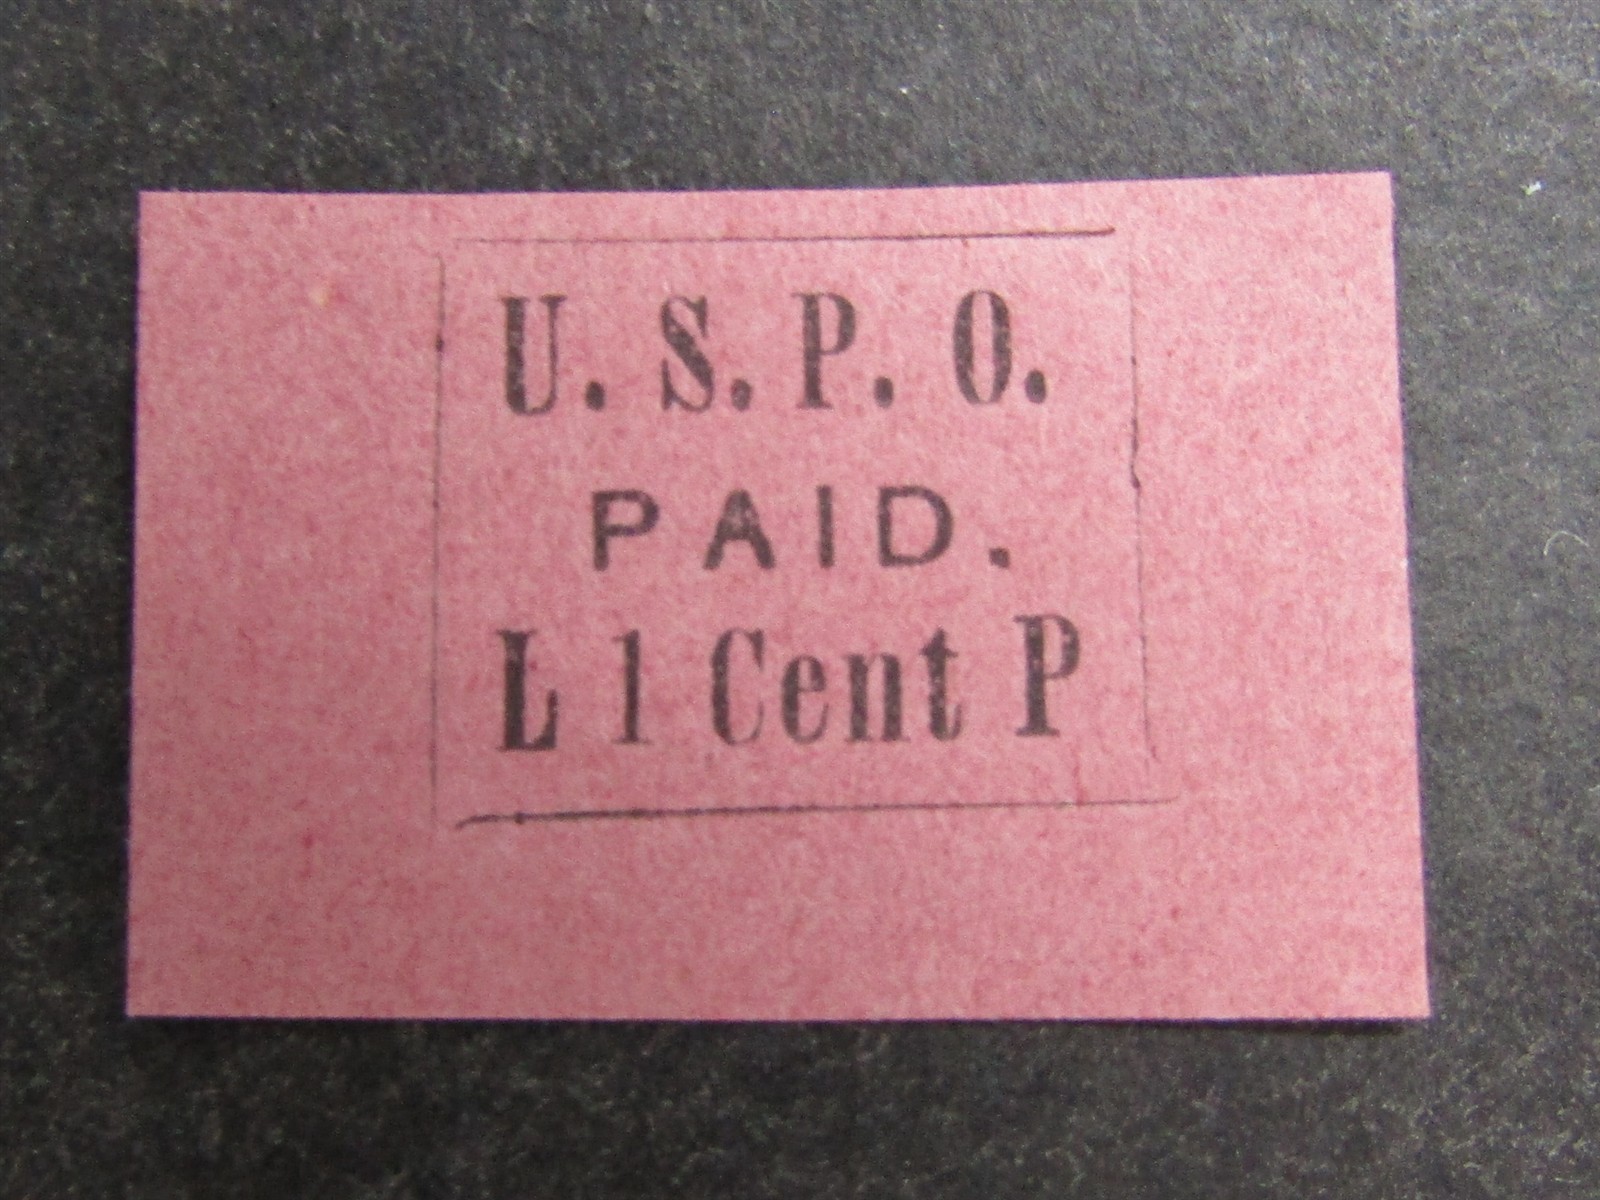 U. S. P. O.
PAID.
L 1 Cent P